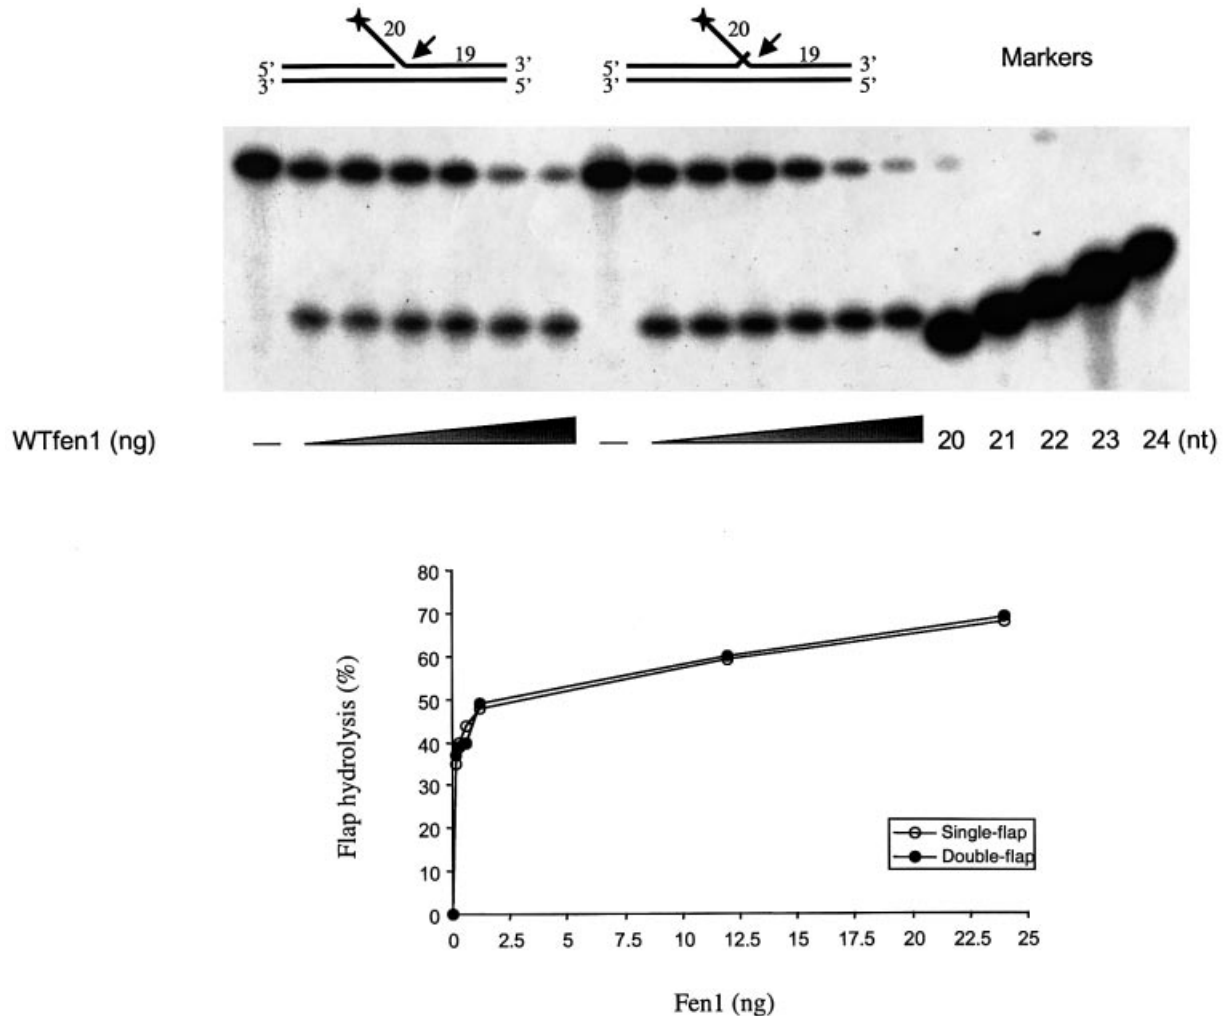 20 20
19 19 Markers
5' 3' 5' 3'
3' 5' 3' 5'
WTfen1 (ng) — — 20 21 22 23 24 (nt)
80
70
60
50
40
30
20
10
0
Flap hydrolysis (%)
Single-flap
Double-flap
0 2.5 5 7.5 10 12.5 15 17.5 20 22.5 25
Fen1 (ng)